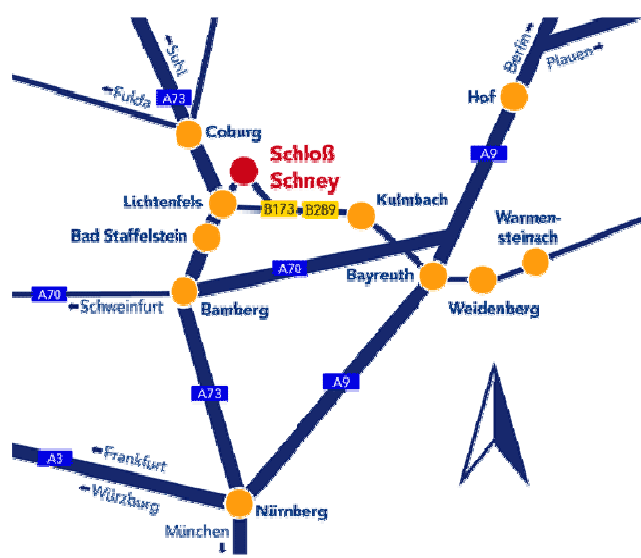 Suhl
Berlin
Plauen
Fulda
A73
Hof
Coburg
Schloß
Schney
A9
Lichtenfels
B173
B289
Kulmbach
Warmen-
steinach
Bad Staffelstein
A70
Bayreuth
A70
Schweinfurt
Bamberg
Weidenberg
A73
A9
A3
Frankfurt
Würzburg
Nürnberg
München